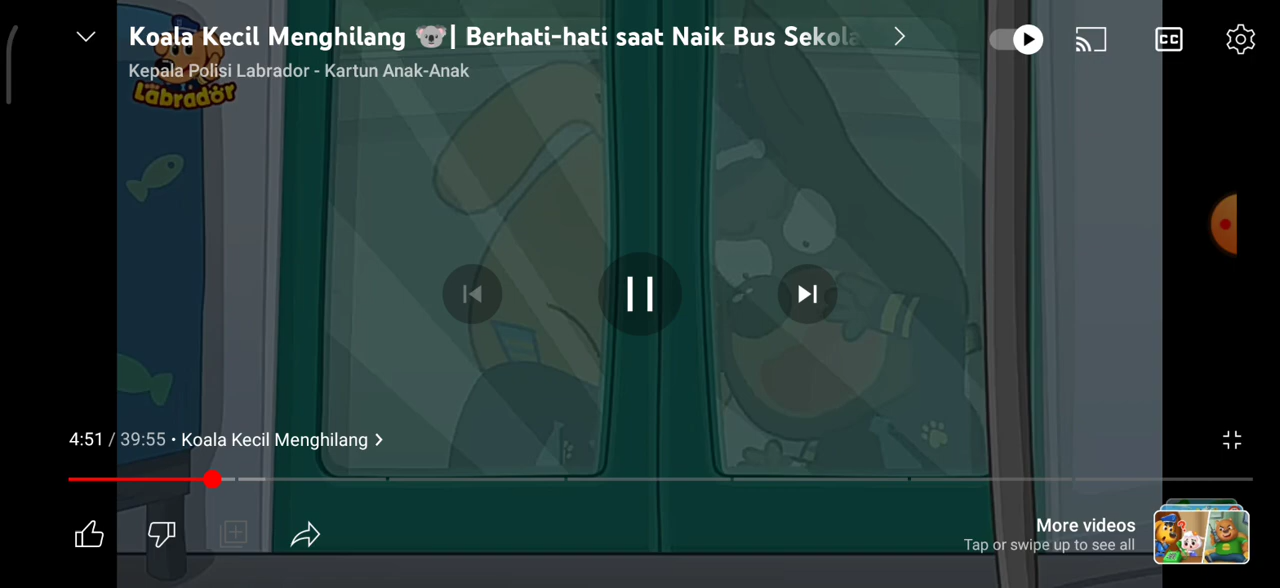 Koala Kecil Menghilang 🐨| Berhati-hati saat Naik Bus Sekola
Kepala Polisi Labrador - Kartun Anak-Anak
Labrador
CC
4:51 / 39:55 • Koala Kecil Menghilang
More videos
Tap or swipe up to see all